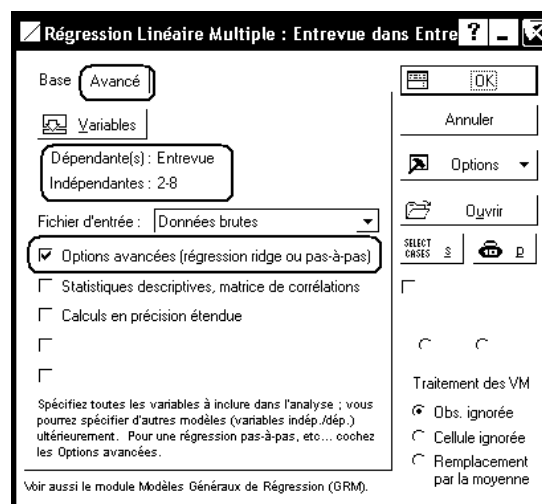 Régression Linéaire Multiple : Entrevue dans Entre ? _
Base Avancé
Variables
Dépendante(s) : Entrevue
Indépendantes : 2-8
Fichier d'entrée : Données brutes
Options avancées (régression ridge ou pas-à-pas)
Statistiques descriptives, matrice de corrélations
Calculs en précision étendue
Spécifiez toutes les variables à inclure dans l'analyse ; vous
pourrez spécifier d'autres modèles (variables indép./dép.)
ultérieurement. Pour une régression pas-à-pas, etc... cochez
les Options avancées.
Voir aussi le module Modèles Généraux de Régression (GRM).
OK
Annuler
Options
Ouvrir
SELECT CASES S D
Traitement des VM
Obs. ignorée
Cellule ignorée
Remplacement
par la moyenne